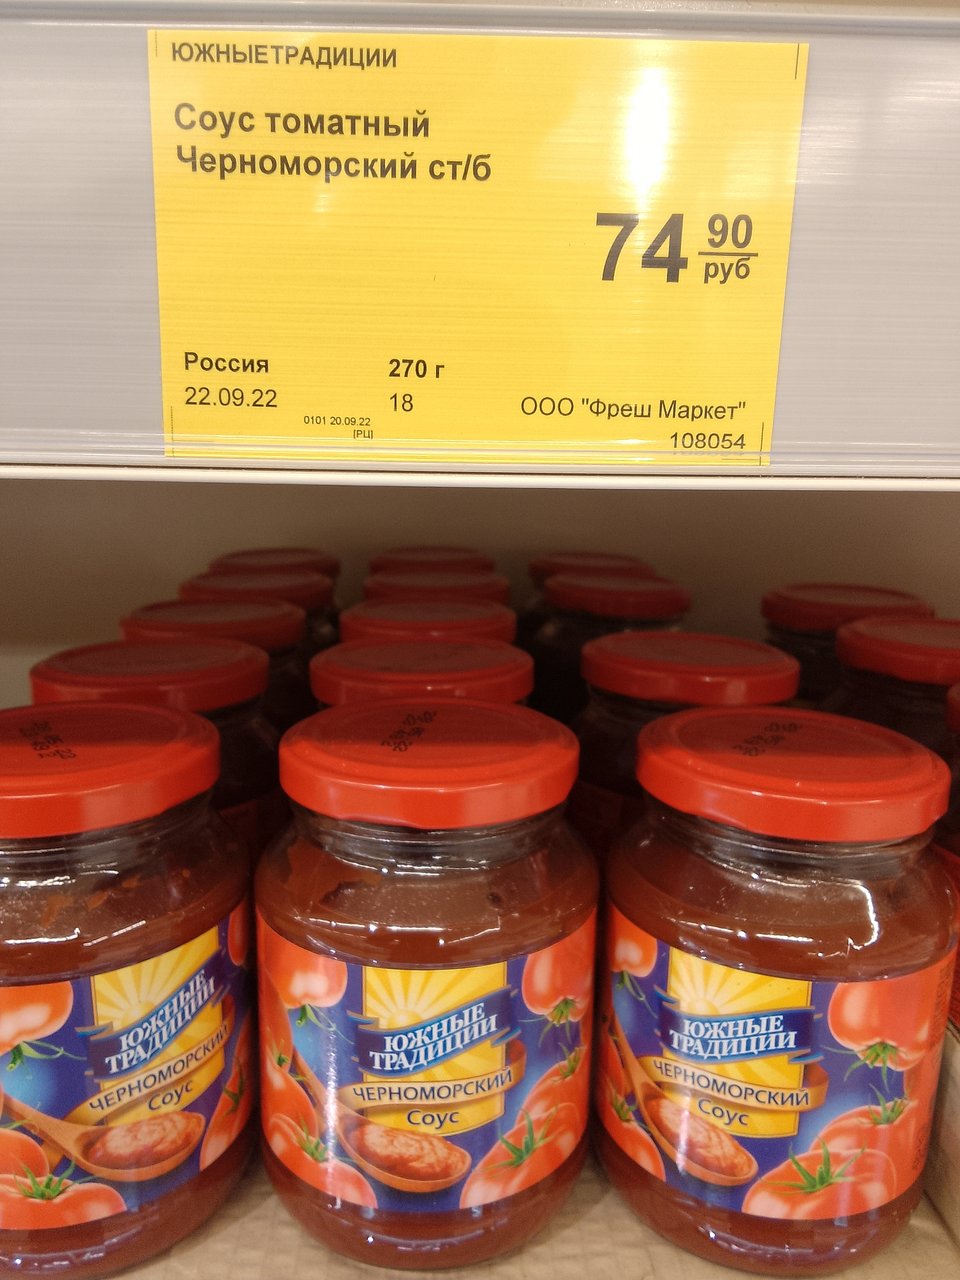 ЮЖНЫЕТРАДИЦИИ
Соус томатный
Черноморский ст/б
74 90
руб
Россия 270 г
22.09.22 18 ООО "Фреш Маркет"
0101 20.09.22
[РЦ] 108054
ЮЖНЫЕ
ТРАДИЦИИ
ЧЕРНОМОРСКИЙ
Соус
ЮЖНЫЕ
ТРАДИЦИИ
ЧЕРНОМОРСКИЙ
Соус
ЮЖНЫЕ
ТРАДИЦИИ
ЧЕРНОМОРСКИЙ
Соус